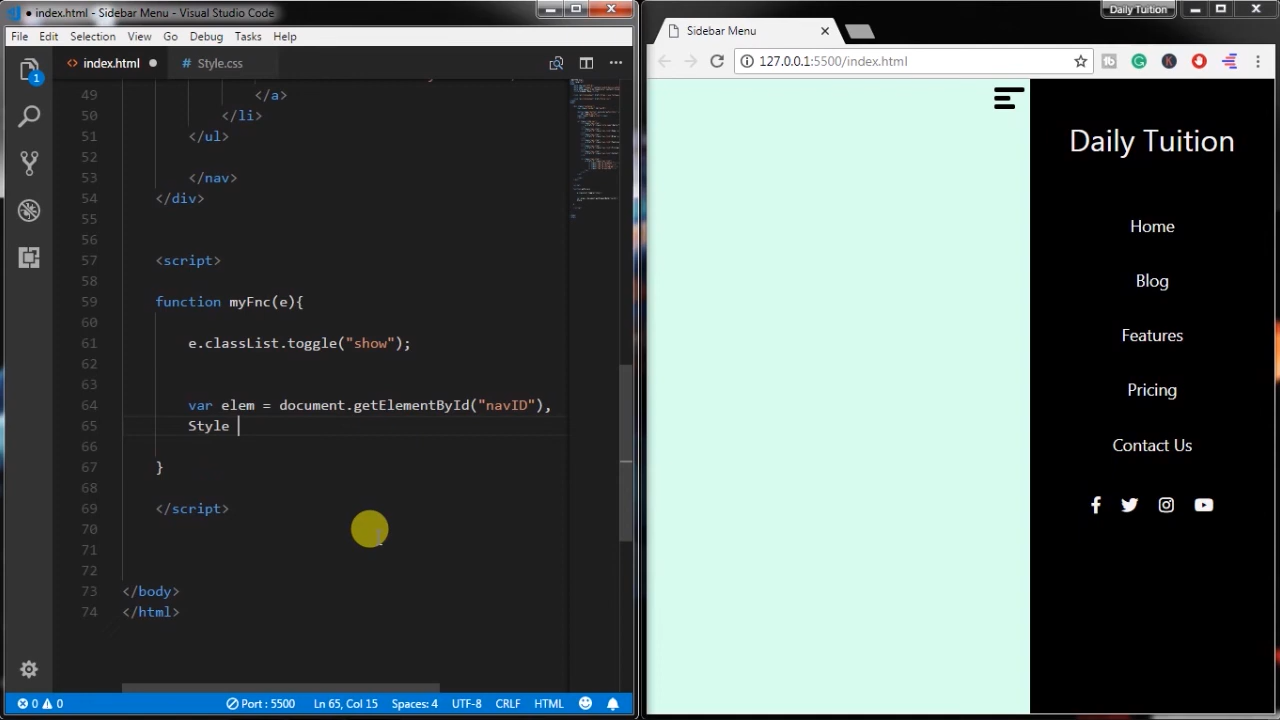 index.html - Sidebar Menu - Visual Studio Code
File Edit Selection View Go Debug Tasks Help
<> index.html # Style.css
49 </a>
50 </li>
51 </ul>
52
53 </nav>
54 </div>
55
56
57 <script>
58
59 function myFnc(e){
60
61 e.classList.toggle("show");
62
63
64 var elem = document.getElementById("navID"),
65 Style
66
67 }
68
69 </script>
70
71
72
73 </body>
74 </html>
1
0 0 Port : 5500 Ln 65, Col 15 Spaces: 4 UTF-8 CRLF HTML
Daily Tuition
Sidebar Menu
127.0.0.1:5500/index.html
Daily Tuition
Home
Blog
Features
Pricing
Contact Us